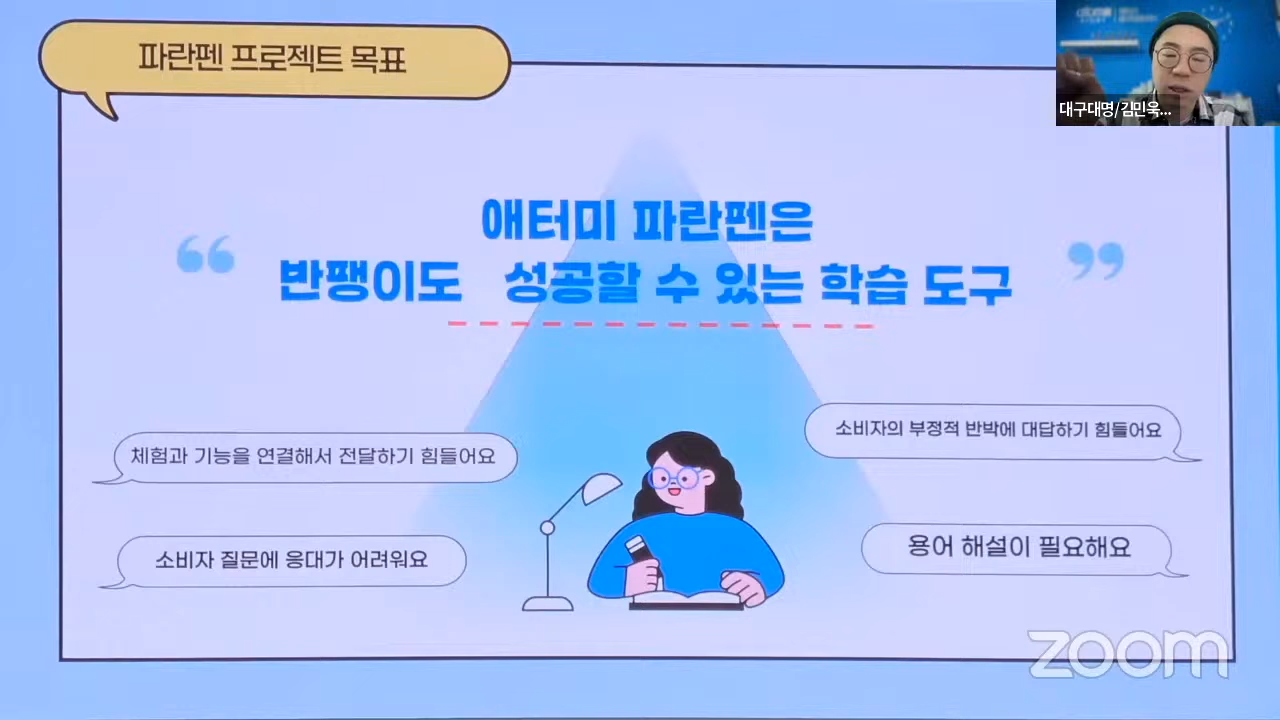 파란펜 프로젝트 목표
대구대명/김민욱...
애터미 파란펜은
“ 반팽이도 성공할 수 있는 학습 도구 ”
체험과 기능을 연결해서 전달하기 힘들어요
소비자의 부정적 반박에 대답하기 힘들어요
소비자 질문에 응대가 어려워요
용어 해설이 필요해요
zoom